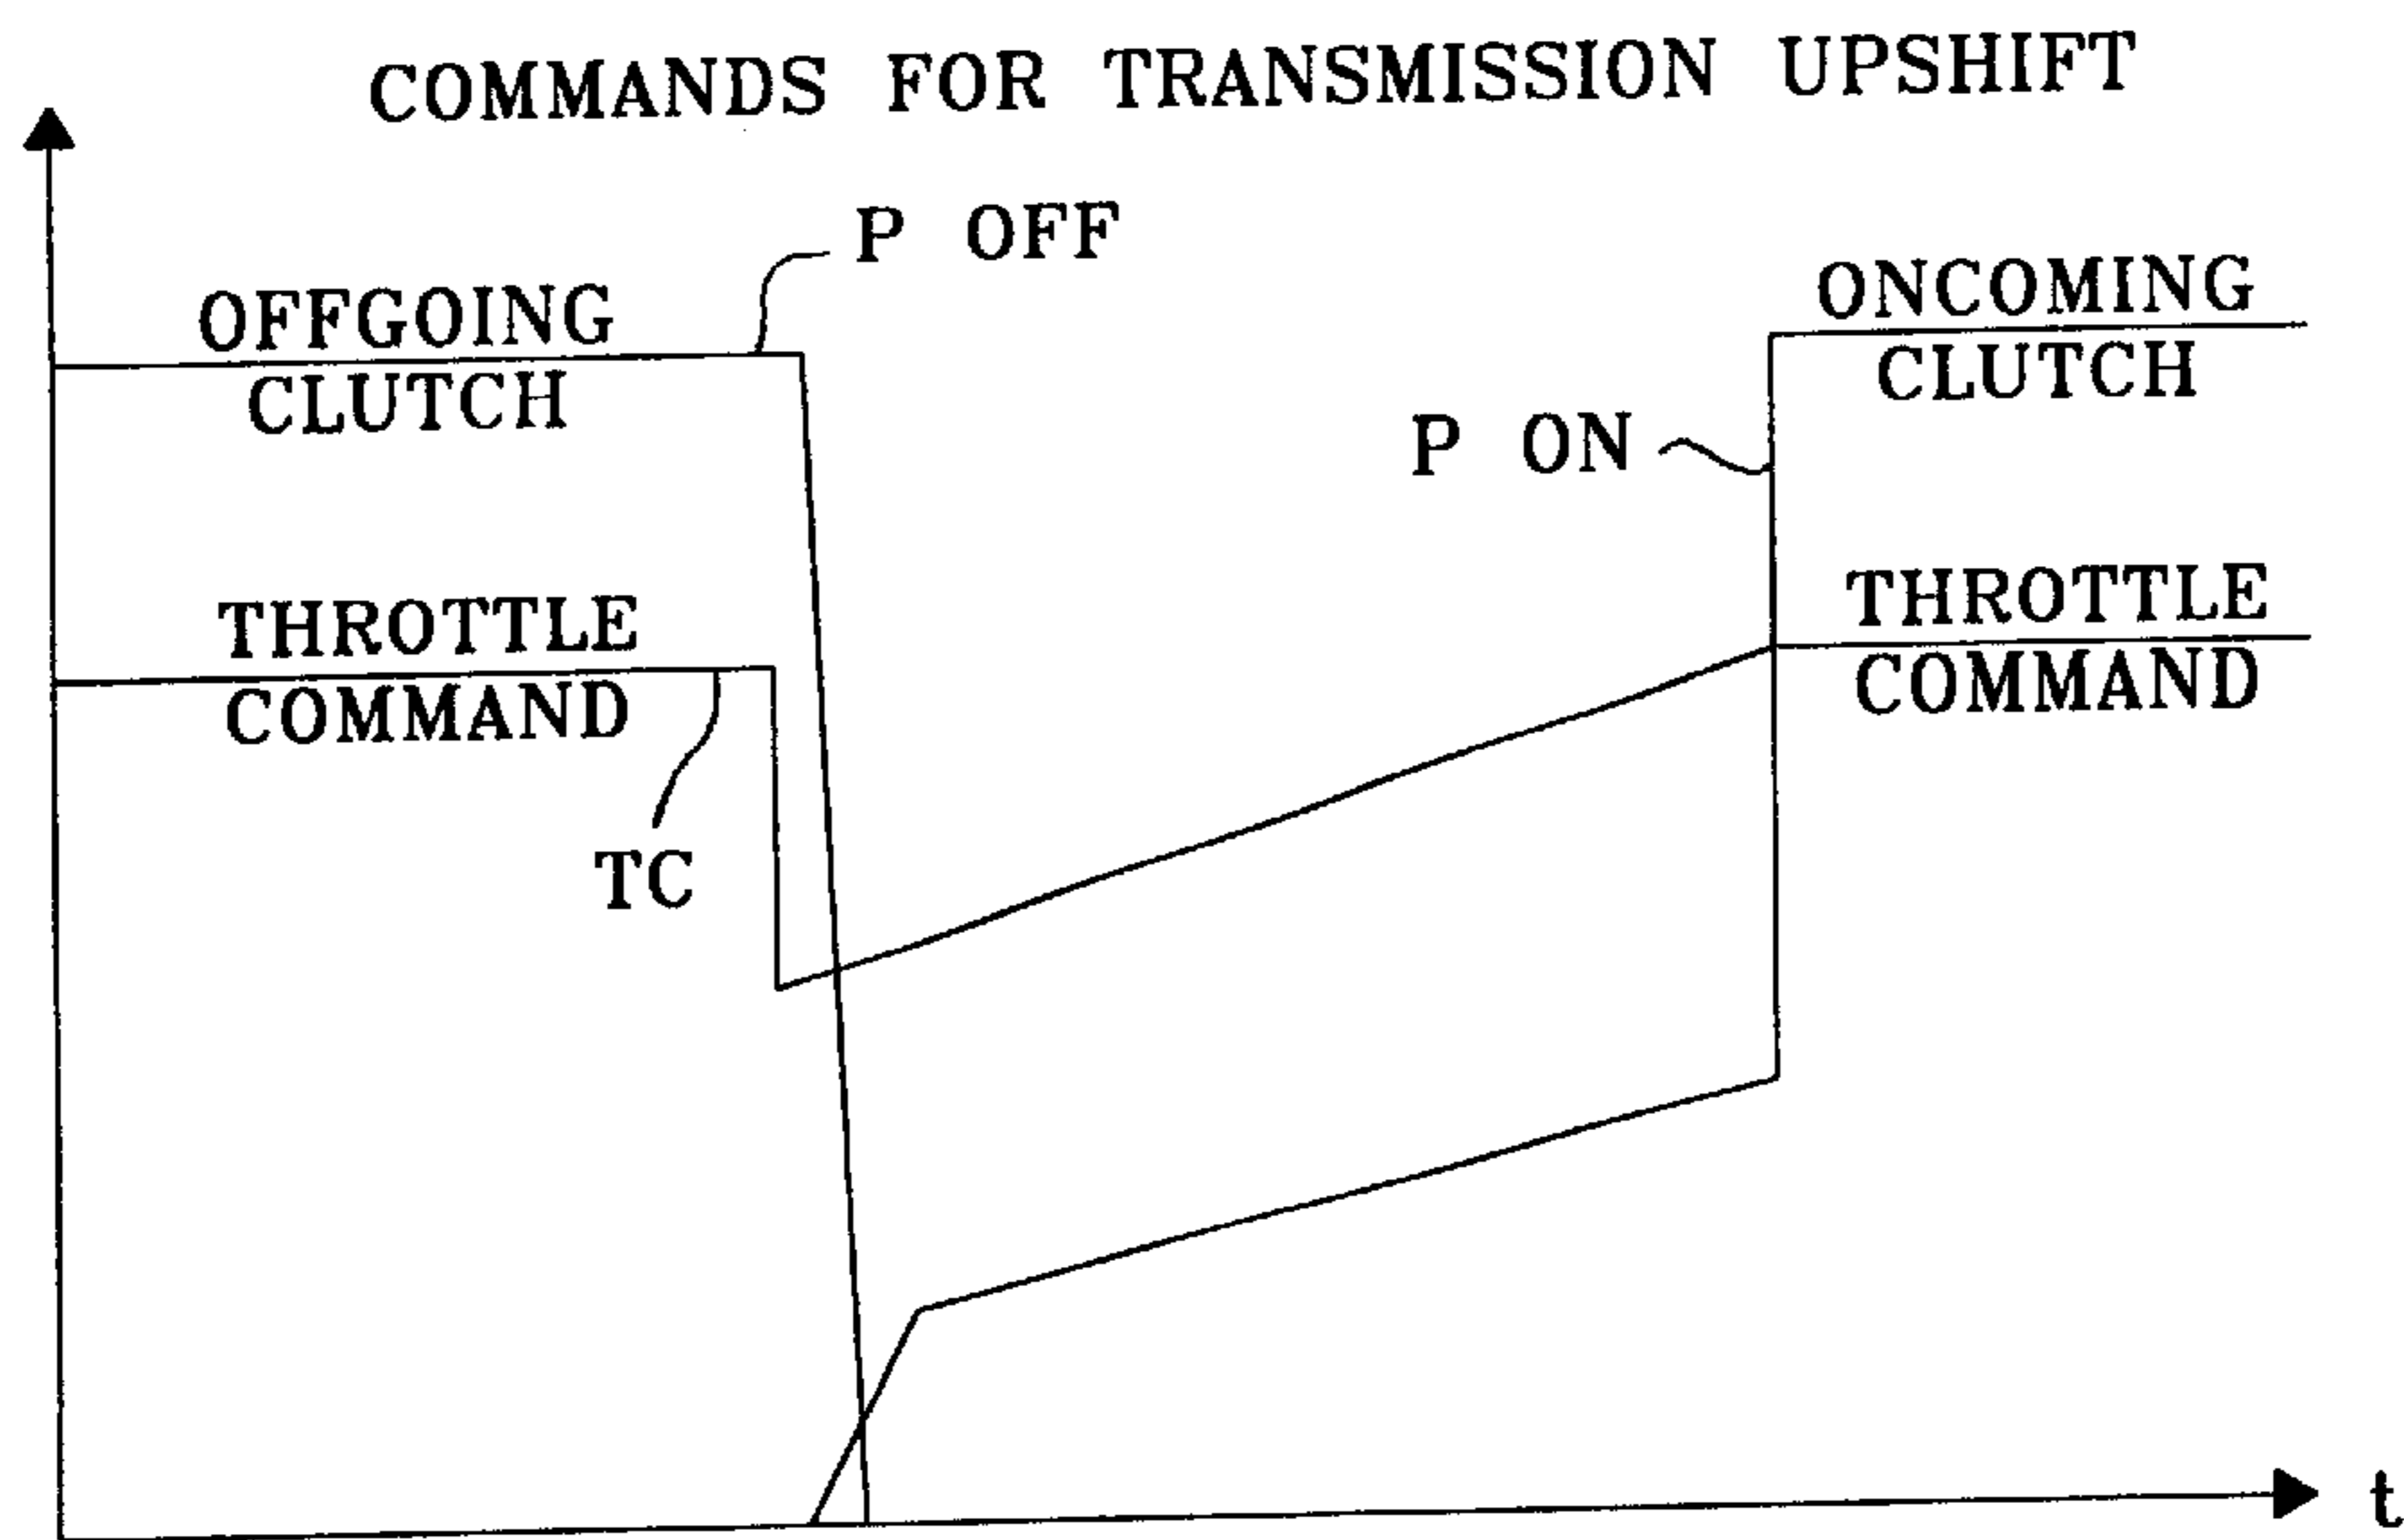 COMMANDS FOR TRANSMISSION UPSHIFT
P OFF
OFFGOING
CLUTCH
ONCOMING
CLUTCH
P ON
THROTTLE
COMMAND
THROTTLE
COMMAND
TC
t